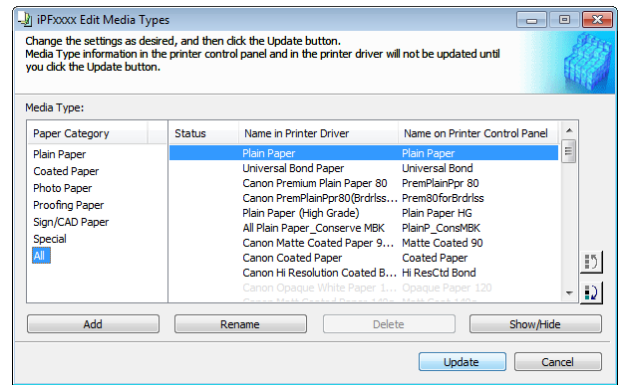 iPFxxxx Edit Media Types
Change the settings as desired, and then click the Update button.
Media Type information in the printer control panel and in the printer driver will not be updated until
you click the Update button.
Media Type:
Paper Category
Plain Paper
Coated Paper
Photo Paper
Proofing Paper
Sign/CAD Paper
Special
All
Status Name in Printer Driver Name on Printer Control Panel
Plain Paper Plain Paper
Universal Bond Paper Universal Bond
Canon Premium Plain Paper 80 PremPlainPpr 80
Canon PremPlainPpr80(Brdrlss... Prem80forBrdrlss
Plain Paper (High Grade) Plain Paper HG
All Plain Paper_Conserve MBK PlainP_ConsMBK
Canon Matte Coated Paper 9... Matte Coated 90
Canon Coated Paper Coated Paper
Canon Hi Resolution Coated B... Hi ResCtd Bond
Canon Opaque White Paper 1... Opaque Paper 120
Add Rename Delete Show/Hide
Update Cancel